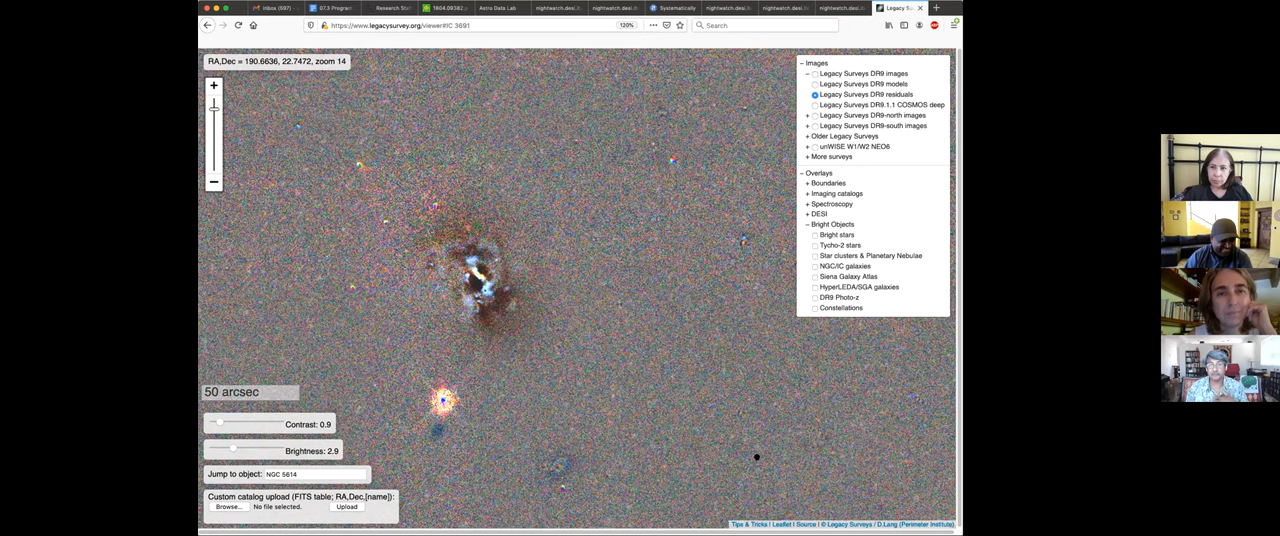 Inbox (597) -
07.3 Program
Research Staf
1604.09382.p
Astro Data Lab
nightwatch.desi.lb
nightwatch.desi.lb
Systematically
nightwatch.desi.lb
nightwatch.desi.lb
Legacy Su
https://www.legacysurvey.org/viewer#IC 3691
120%
Search
RA,Dec = 190.6636, 22.7472, zoom 14
+
−
− Images
− Legacy Surveys DR9 images
Legacy Surveys DR9 models
Legacy Surveys DR9 residuals
Legacy Surveys DR9.1.1 COSMOS deep
+ Legacy Surveys DR9-north images
+ Legacy Surveys DR9-south images
+ Older Legacy Surveys
+ unWISE W1/W2 NEO6
+ More surveys
− Overlays
+ Boundaries
+ Imaging catalogs
+ Spectroscopy
+ DESI
− Bright Objects
Bright stars
Tycho-2 stars
Star clusters & Planetary Nebulae
NGC/IC galaxies
Siena Galaxy Atlas
HyperLEDA/SGA galaxies
DR9 Photo-z
Constellations
50 arcsec
Contrast: 0.9
Brightness: 2.9
Jump to object: NGC 5614
Custom catalog upload (FITS table; RA,Dec,[name]):
Browse... No file selected. Upload
Tips & Tricks | Leaflet | Source | © Legacy Surveys / D.Lang (Perimeter Institute)